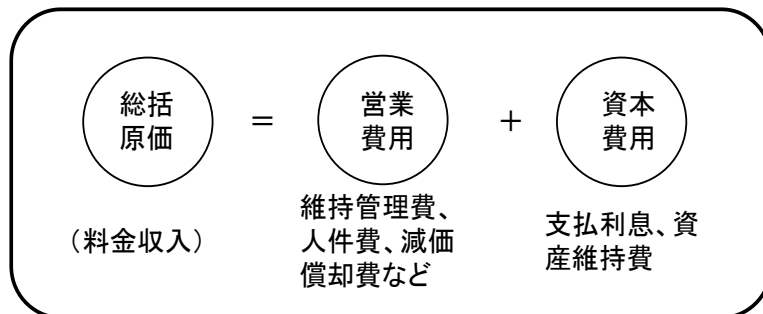 総括
原価
=
営業
費用
+
資本
費用
(料金収入)
維持管理費、
人件費、減価
償却費など
支払利息、資
産維持費